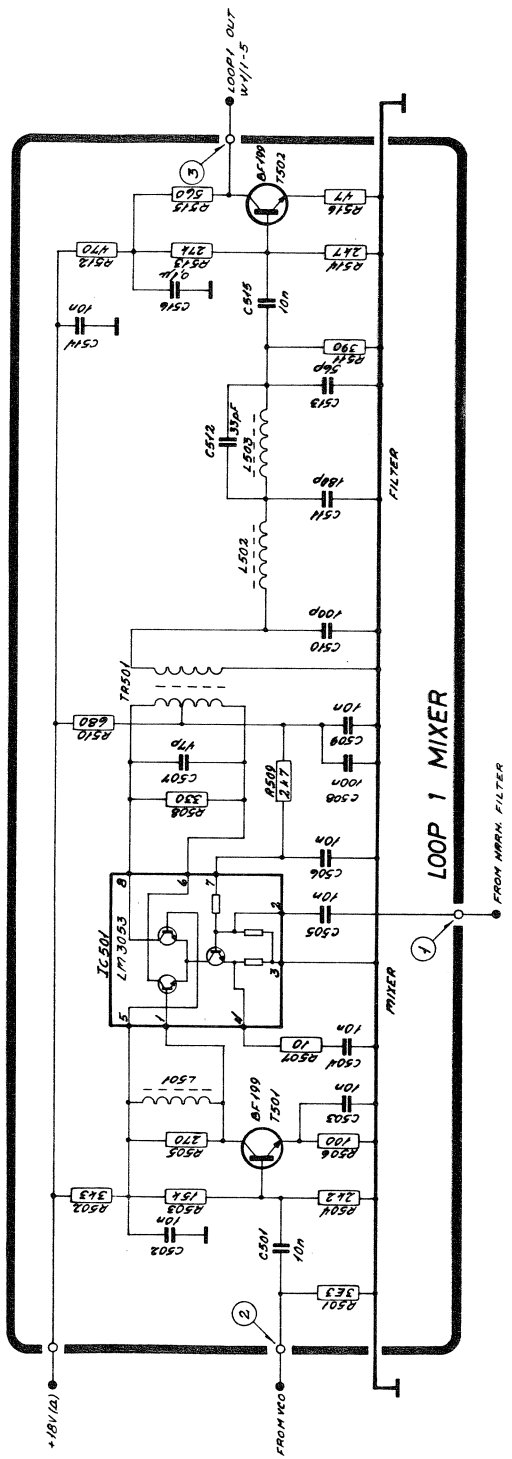 +18V(A)
FROM VCO
2
R501
3E3
C501
10n
C502
10n
R502
3k3
R503
15k
R504
2k2
R505
270
L501
BF199
T501
R506
100
C503
10n
C504
10n
R507
10
IC501
LM3053
5
1
4
3
2
8
6
7
C505
10n
C506
10n
R508
330
C507
47p
R509
2k7
C508
100n
C509
10n
R510
680
TR501
C510
100p
L502
C511
180p
C512
33pF
L503
C513
56p
R511
390
C515
10n
C514
10n
R512
470
C516
0,1µ
R513
27k
R514
2k7
R515
560
BF199
T502
R516
47
3
LOOP1 OUT
W1/1-5
MIXER
FILTER
LOOP 1 MIXER
1
FROM HARM. FILTER